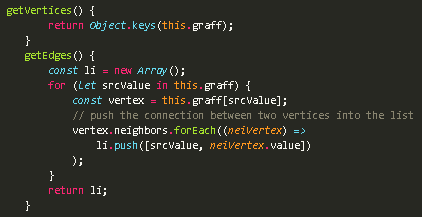 getVertices() {
return Object.keys(this.graff);
}
getEdges() {
const li = new Array();
for (Let srcValue in this.graff) {
const vertex = this.graff[srcValue];
// push the connection between two vertices into the list
vertex.neighbors.forEach((neiVertex) =>
li.push([srcValue, neiVertex.value])
);
}
return li;
}